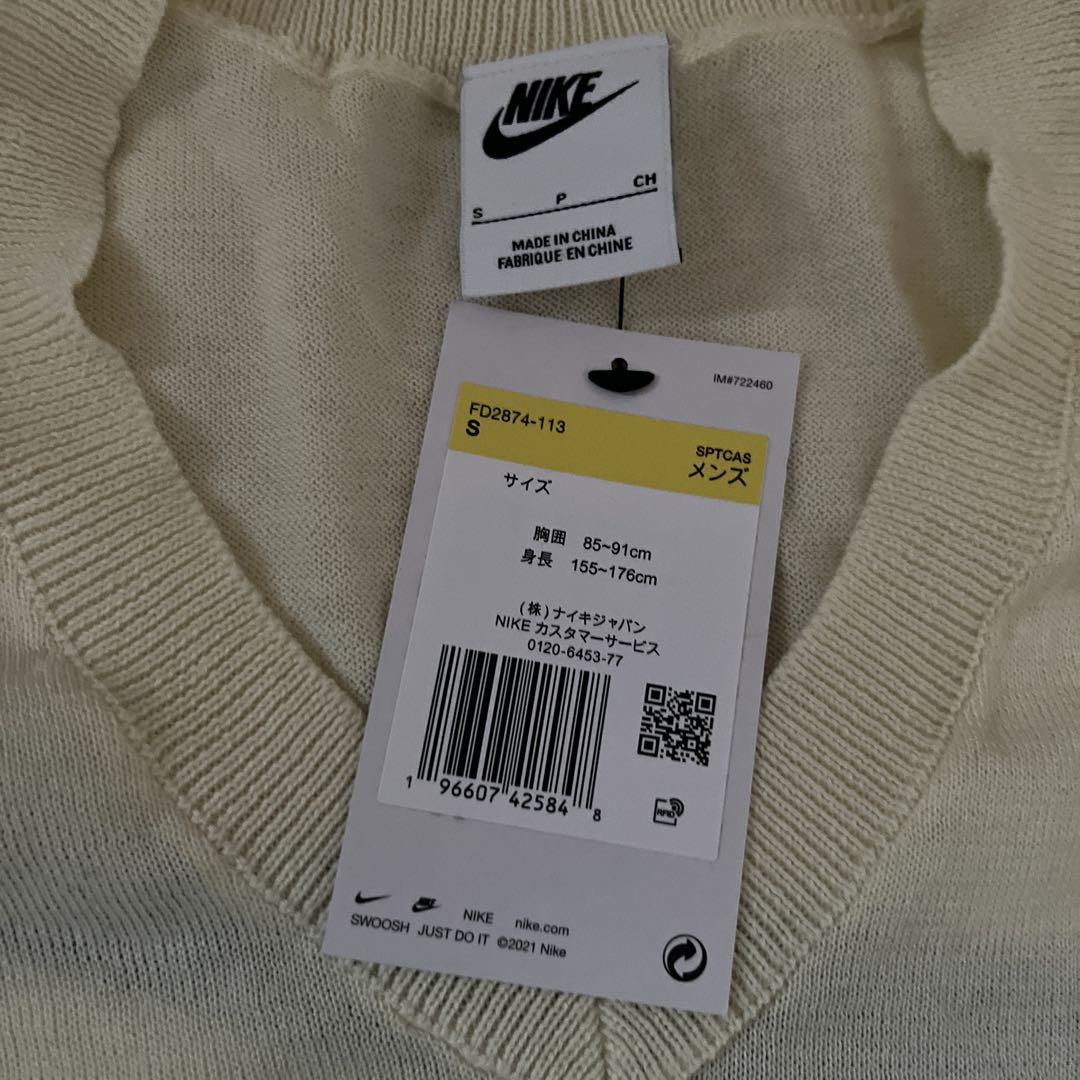 NIKE
S P CH
MADE IN CHINA
FABRIQUE EN CHINE
IM#722460
FD2874-113
S
SPTCAS
メンズ
サイズ
胸囲 85~91cm
身長 155~176cm
(株)ナイキジャパン
NIKE カスタマーサービス
0120-6453-77
1 96607 42584 8
RFID
NIKE NIKE nike.com
SWOOSH JUST DO IT ©2021 Nike